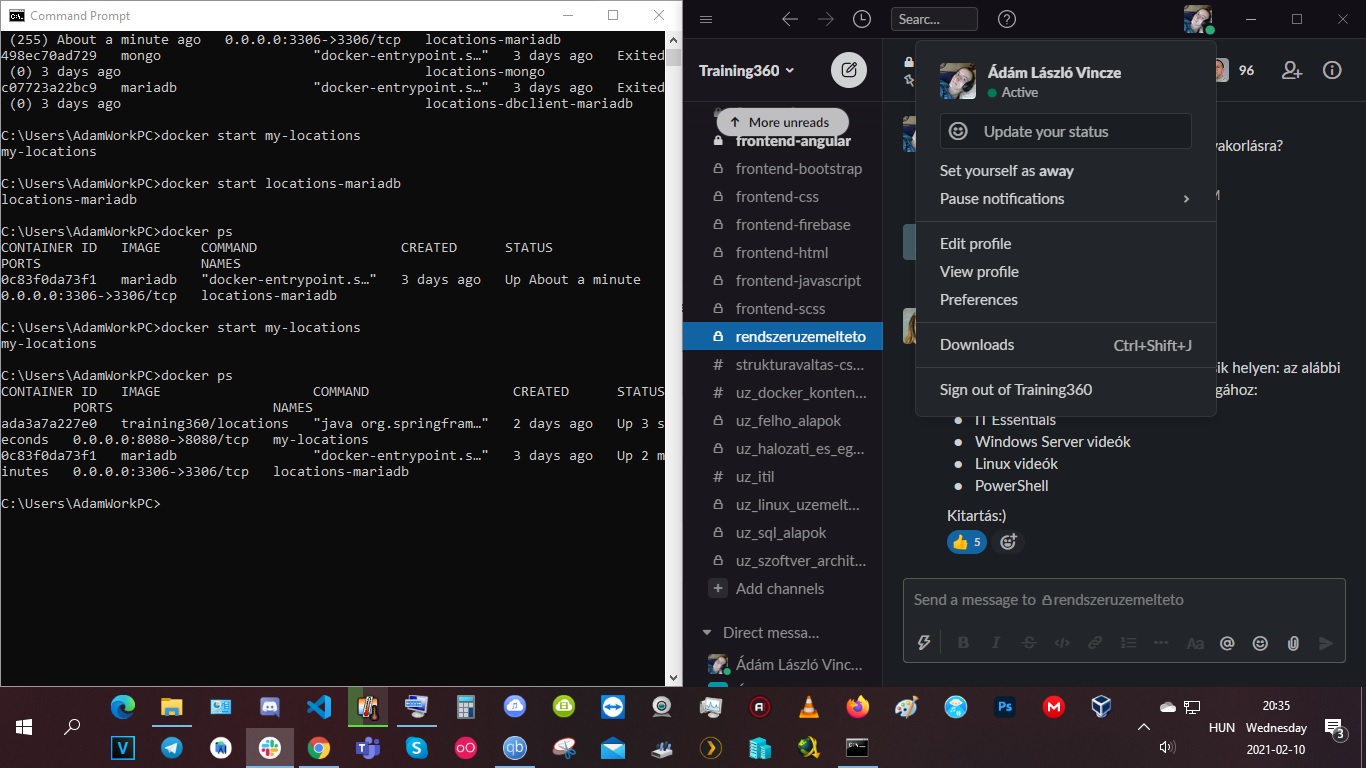 Command Prompt
(255) About a minute ago   0.0.0.0:3306->3306/tcp   locations-mariadb
498ec70ad729   mongo   "docker-entrypoint.s…"   3 days ago   Exited
(0) 3 days ago   locations-mongo
c07723a22bc9   mariadb   "docker-entrypoint.s…"   3 days ago   Exited
(0) 3 days ago   locations-dbclient-mariadb
C:\Users\AdamWorkPC>docker start my-locations
my-locations
C:\Users\AdamWorkPC>docker start locations-mariadb
locations-mariadb
C:\Users\AdamWorkPC>docker ps
CONTAINER ID   IMAGE   COMMAND   CREATED   STATUS
PORTS   NAMES
0c83f0da73f1   mariadb   "docker-entrypoint.s…"   3 days ago   Up About a minute
0.0.0.0:3306->3306/tcp   locations-mariadb
C:\Users\AdamWorkPC>docker start my-locations
my-locations
C:\Users\AdamWorkPC>docker ps
CONTAINER ID   IMAGE   COMMAND   CREATED   STATUS
PORTS   NAMES
ada3a7a227e0   training360/locations   "java org.springfram…"   2 days ago   Up 3 s
econds   0.0.0.0:8080->8080/tcp   my-locations
0c83f0da73f1   mariadb   "docker-entrypoint.s…"   3 days ago   Up 2 m
inutes   0.0.0.0:3306->3306/tcp   locations-mariadb
C:\Users\AdamWorkPC>
Searc...
Training360
More unreads
frontend-angular
frontend-bootstrap
frontend-css
frontend-firebase
frontend-html
frontend-javascript
frontend-scss
rendszeruzemelteto
# strukturavaltas-cs...
# uz_docker_konten...
uz_felho_alapok
uz_halozati_es_eg...
# uz_itil
uz_linux_uzemelt...
uz_sql_alapok
uz_szoftver_archit...
+ Add channels
Direct messa...
Ádám László Vinc...
96
Ádám László Vincze
Active
Update your status
Set yourself as away
Pause notifications
Edit profile
View profile
Preferences
Downloads   Ctrl+Shift+J
Sign out of Training360
yakorlásra?
M
sik helyen: az alábbi
gához:
IT Essentials
Windows Server videók
Linux videók
PowerShell
Kitartás:)
5
Send a message to rendszeruzemelteto
B I S Aa @
Ps
HUN
20:35
Wednesday
2021-02-10
3